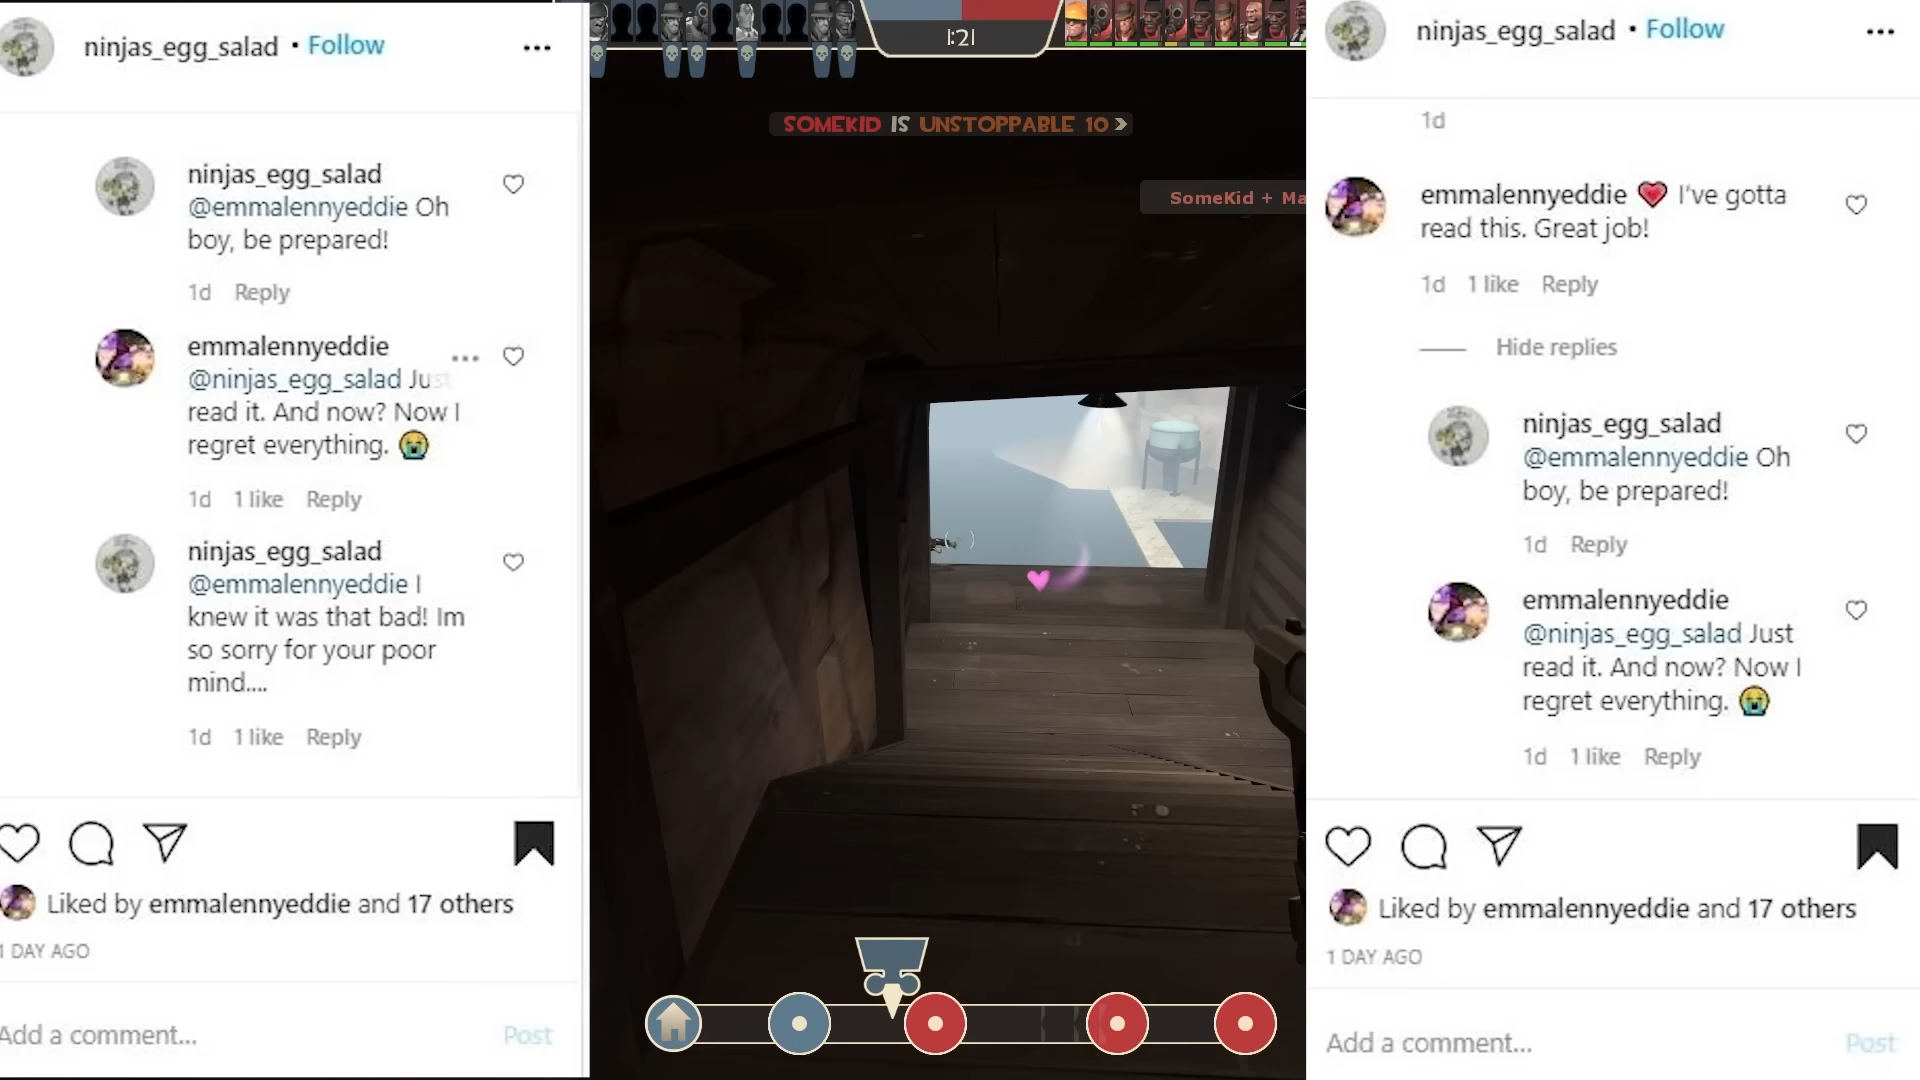 ninjas_egg_salad • Follow
ninjas_egg_salad
@emmalennyeddie Oh
boy, be prepared!
1d Reply
emmalennyeddie
@ninjas_egg_salad Just
read it. And now? Now I
regret everything. 😭
1d 1 like Reply
ninjas_egg_salad
@emmalennyeddie I
knew it was that bad! Im
so sorry for your poor
mind....
1d 1 like Reply
Liked by emmalennyeddie and 17 others
1 DAY AGO
Add a comment... Post
1:21
SOMEKID IS UNSTOPPABLE 10
SomeKid + Ma
ninjas_egg_salad • Follow
1d
emmalennyeddie ❤️ I've gotta
read this. Great job!
1d 1 like Reply
Hide replies
ninjas_egg_salad
@emmalennyeddie Oh
boy, be prepared!
1d Reply
emmalennyeddie
@ninjas_egg_salad Just
read it. And now? Now I
regret everything. 😭
1d 1 like Reply
Liked by emmalennyeddie and 17 others
1 DAY AGO
Add a comment... Post